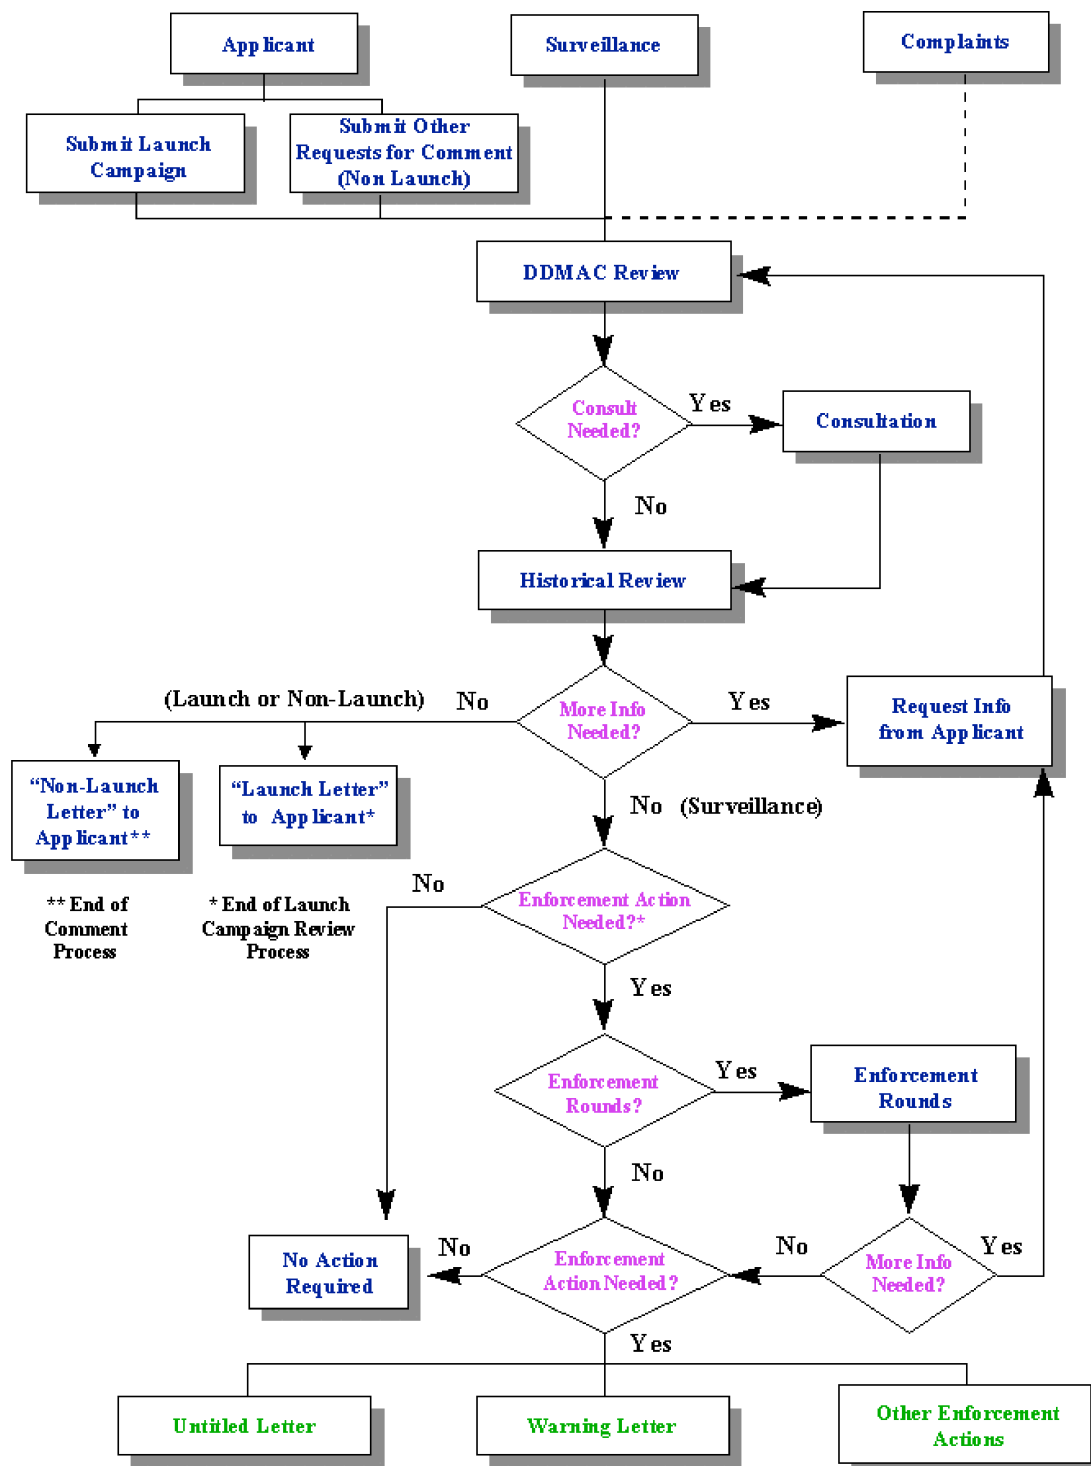 Applicant
Surveillance
Complaints
Submit Launch
Campaign
Submit Other
Requests for Comment
(Non Launch)
DDMAC Review
Consult
Needed?
Yes
Consultation
No
Historical Review
(Launch or Non-Launch)
No
More Info
Needed?
Yes
Request Info
from Applicant
“Non-Launch
Letter” to
Applicant**
“Launch Letter”
to Applicant*
No (Surveillance)
** End of
Comment
Process
* End of Launch
Campaign Review
Process
No
Enforcement Action
Needed?*
Yes
Enforcement
Rounds?
Yes
Enforcement
Rounds
No
No Action
Required
No
Enforcement
Action Needed?
No
More Info
Needed?
Yes
Yes
Untitled Letter
Warning Letter
Other Enforcement
Actions